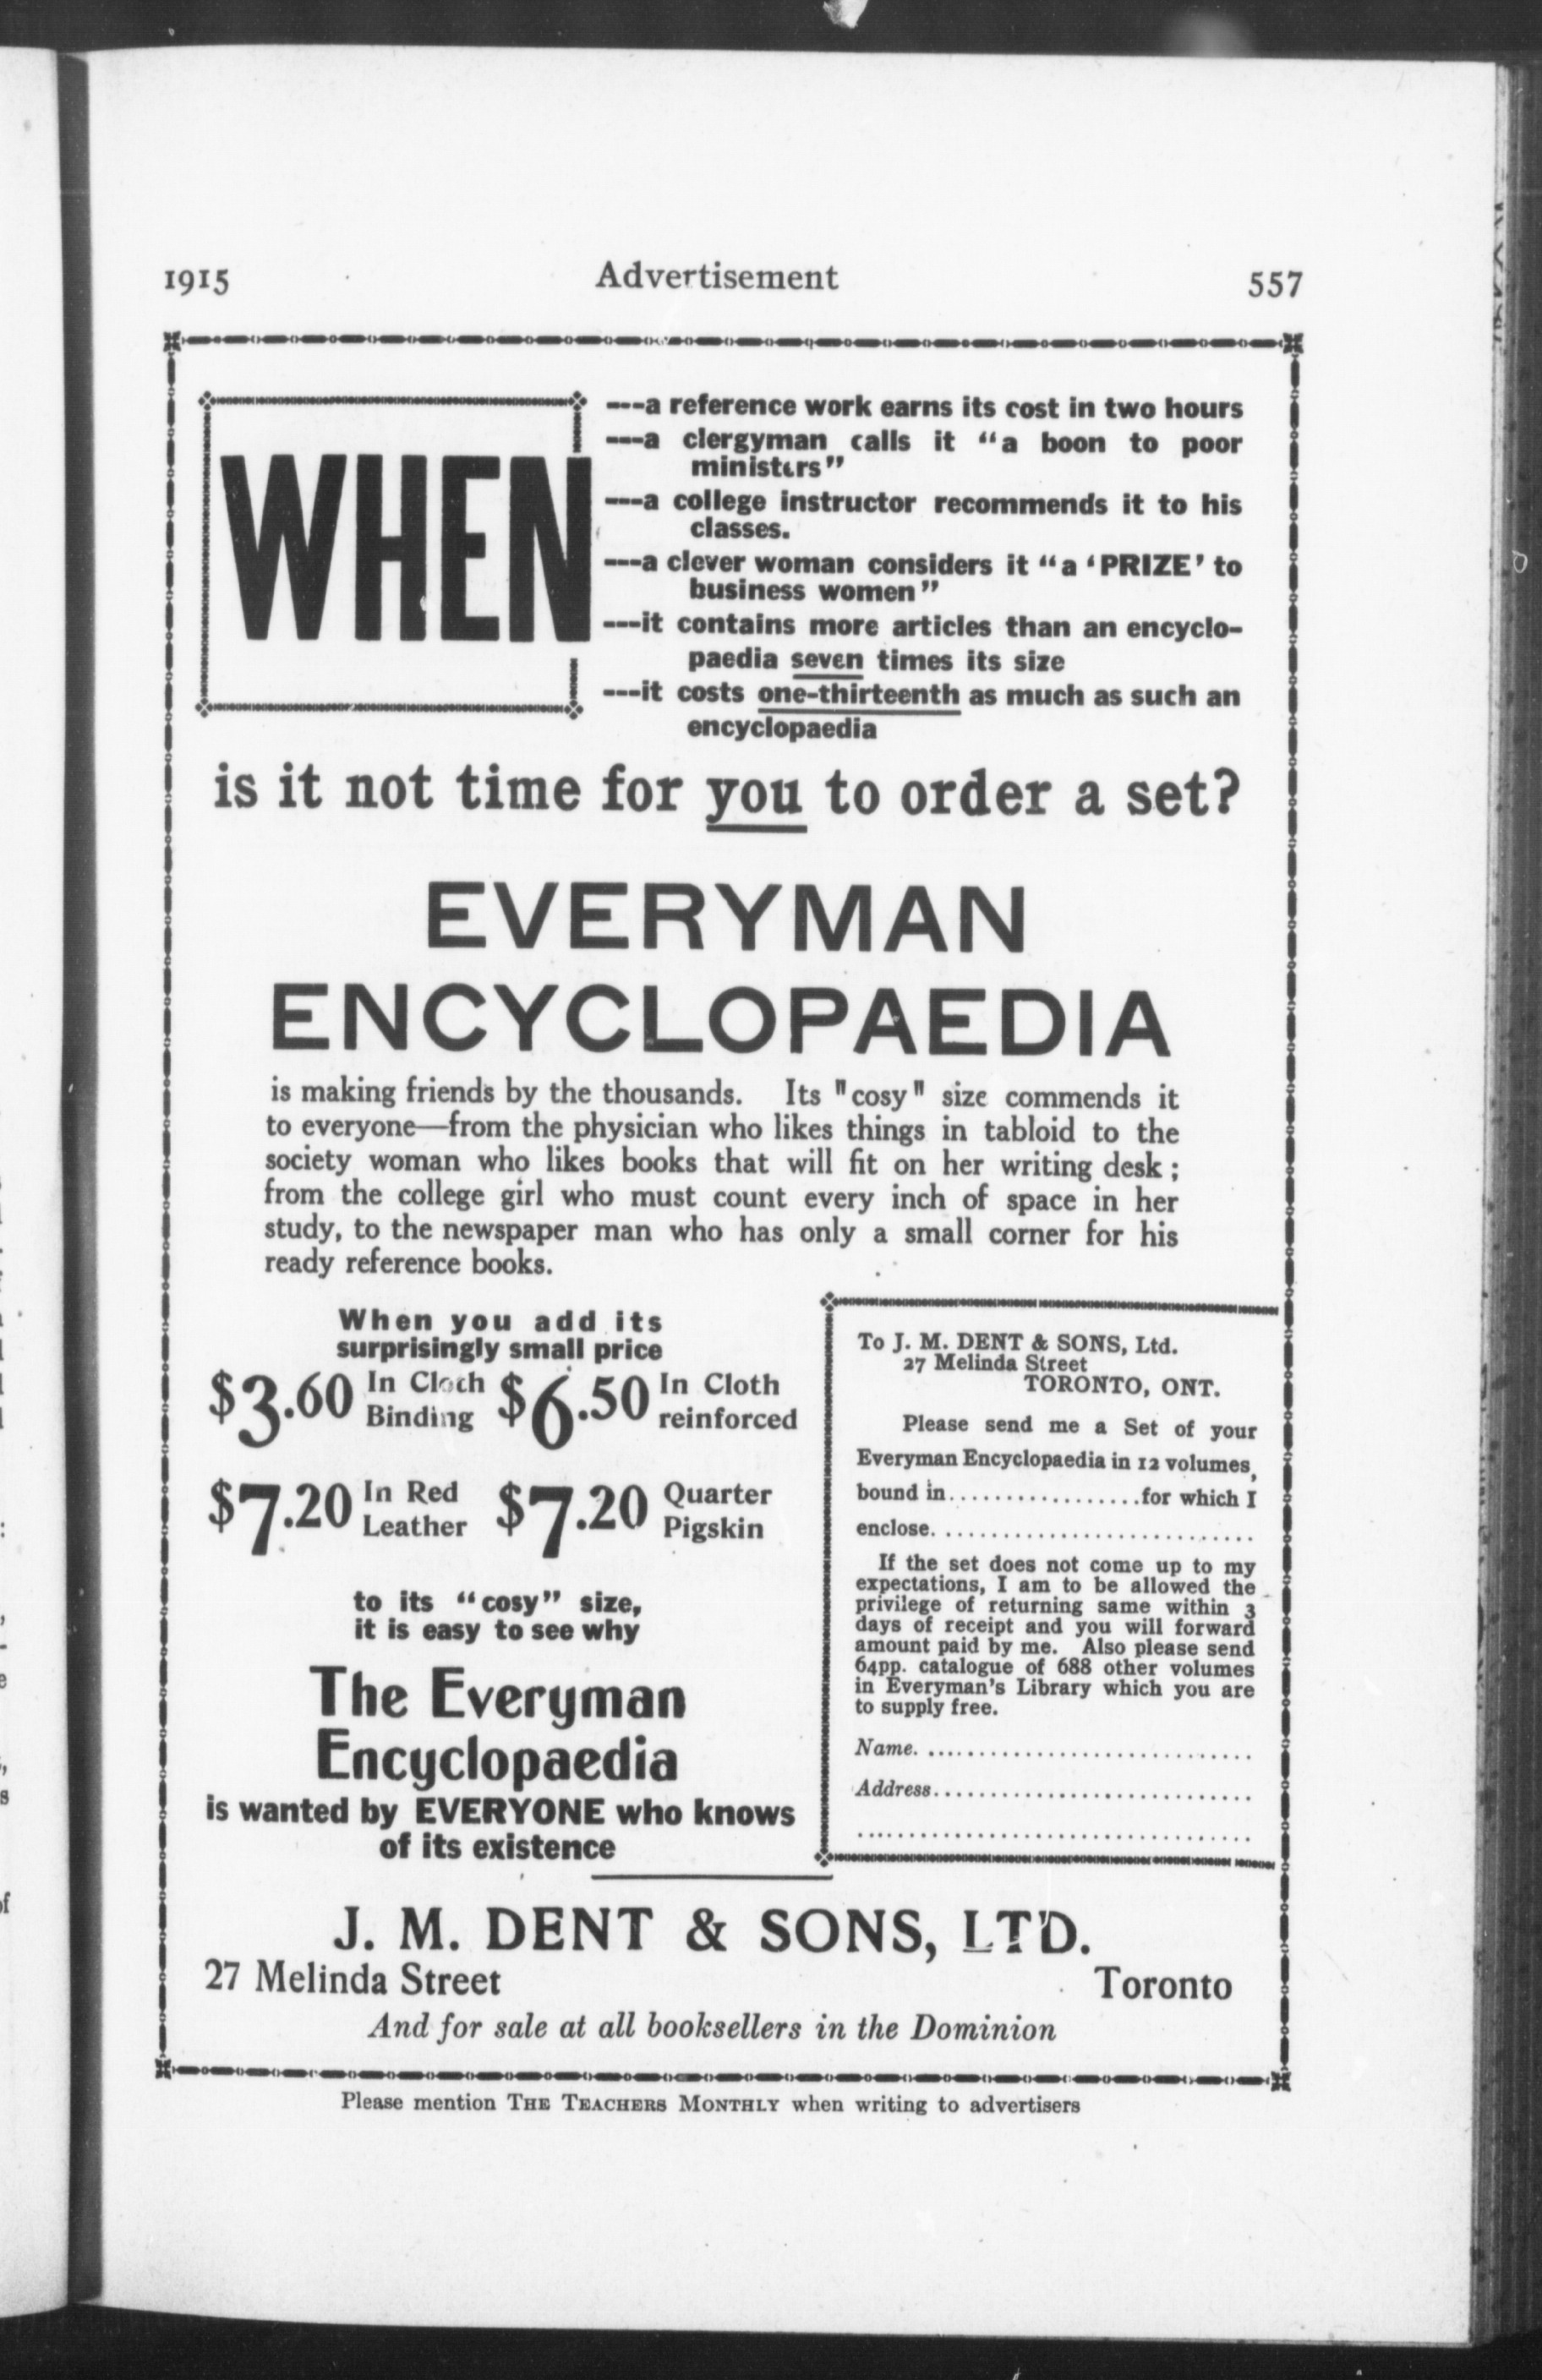 1915 Advertisement 557
WHEN
---a reference work earns its cost in two hours
---a clergyman calls it "a boon to poor
ministers"
---a college instructor recommends it to his
classes.
---a clever woman considers it "a 'PRIZE' to
business women"
---it contains more articles than an encyclo-
paedia seven times its size
---it costs one-thirteenth as much as such an
encyclopaedia
is it not time for you to order a set?
EVERYMAN
ENCYCLOPAEDIA
is making friends by the thousands. Its "cosy" size commends it
to everyone—from the physician who likes things in tabloid to the
society woman who likes books that will fit on her writing desk;
from the college girl who must count every inch of space in her
study, to the newspaper man who has only a small corner for his
ready reference books.
When you add its
surprisingly small price
$3.60 In Cloth Binding $6.50 In Cloth reinforced
$7.20 In Red Leather $7.20 Quarter Pigskin
to its "cosy" size,
it is easy to see why
The Everyman
Encyclopaedia
is wanted by EVERYONE who knows
of its existence
To J. M. DENT & SONS, Ltd.
27 Melinda Street
TORONTO, ONT.
Please send me a Set of your
Everyman Encyclopaedia in 12 volumes,
bound in.................for which I
enclose............................
If the set does not come up to my
expectations, I am to be allowed the
privilege of returning same within 3
days of receipt and you will forward
amount paid by me. Also please send
64pp. catalogue of 688 other volumes
in Everyman's Library which you are
to supply free.
Name..............................
Address............................
...................................
J. M. DENT & SONS, LT'D.
27 Melinda Street Toronto
And for sale at all booksellers in the Dominion
Please mention THE TEACHERS MONTHLY when writing to advertisers